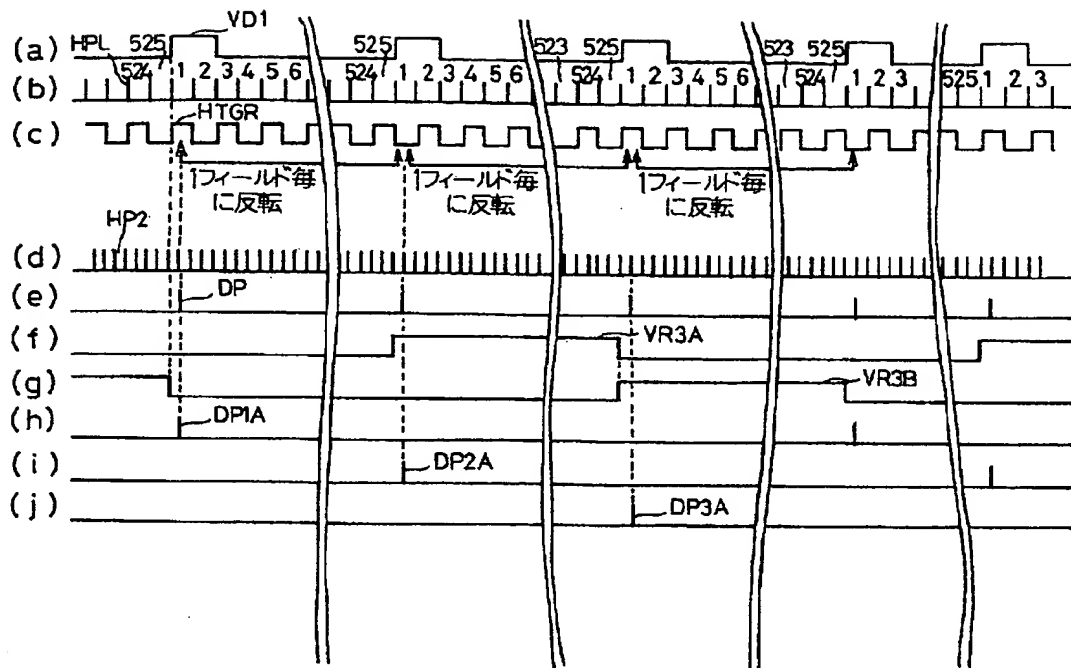 (a) HPL 524 525 VD1 524 525 523 524 525 523 524 525
(b) 1 2 3 4 5 6 1 2 3 4 5 6 1 2 3 4 5 6 1 2 3 525 1 2 3
(c) HTGR
1フィールド毎に反転 1フィールド毎に反転 1フィールド毎に反転
HP2
(d)
(e) DP
(f) VR3A
(g) VR3B
(h) DP1A
(i) DP2A
(j) DP3A